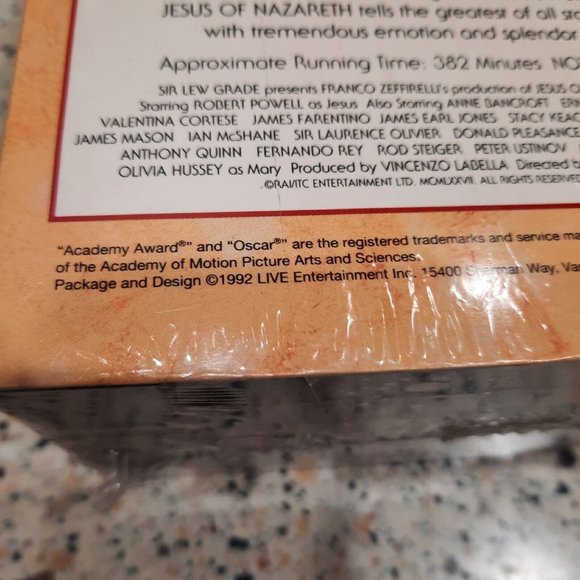 JESUS OF NAZARETH tells the greatest of all
with tremendous emotion and splendor
Approximate Running Time: 382 Minutes
SIR LEW GRADE presents FRANCO ZEFFIRELLI's production of JESUS
Starring ROBERT POWELL as Jesus Also Starring ANNE BANCROFT
VALENTINA CORTESE JAMES FARENTINO JAMES EARL JONES STACY
JAMES MASON IAN McSHANE SIR LAURENCE OLIVIER DONALD PLEASANCE
ANTHONY QUINN FERNANDO REY ROD STEIGER PETER USTINOV
OLIVIA HUSSEY as Mary Produced by VINCENZO LABELLA Directed
©RAI/ITC ENTERTAINMENT LTD. MCMLXXVII. ALL RIGHTS RESERVED
"Academy Award®" and "Oscar®" are the registered trademarks and service
of the Academy of Motion Picture Arts and Sciences.
Package and Design ©1992 LIVE Entertainment Inc. 15400 Sherman Way,